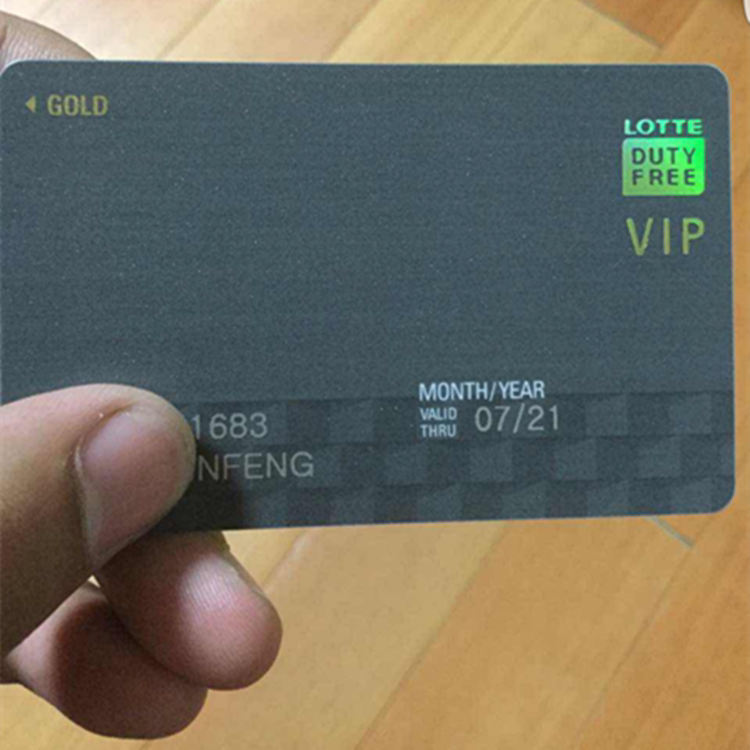 GOLD
LOTTE
DUTY
FREE
VIP
MONTH/YEAR
VALID
THRU 07/21
1683
NFENG